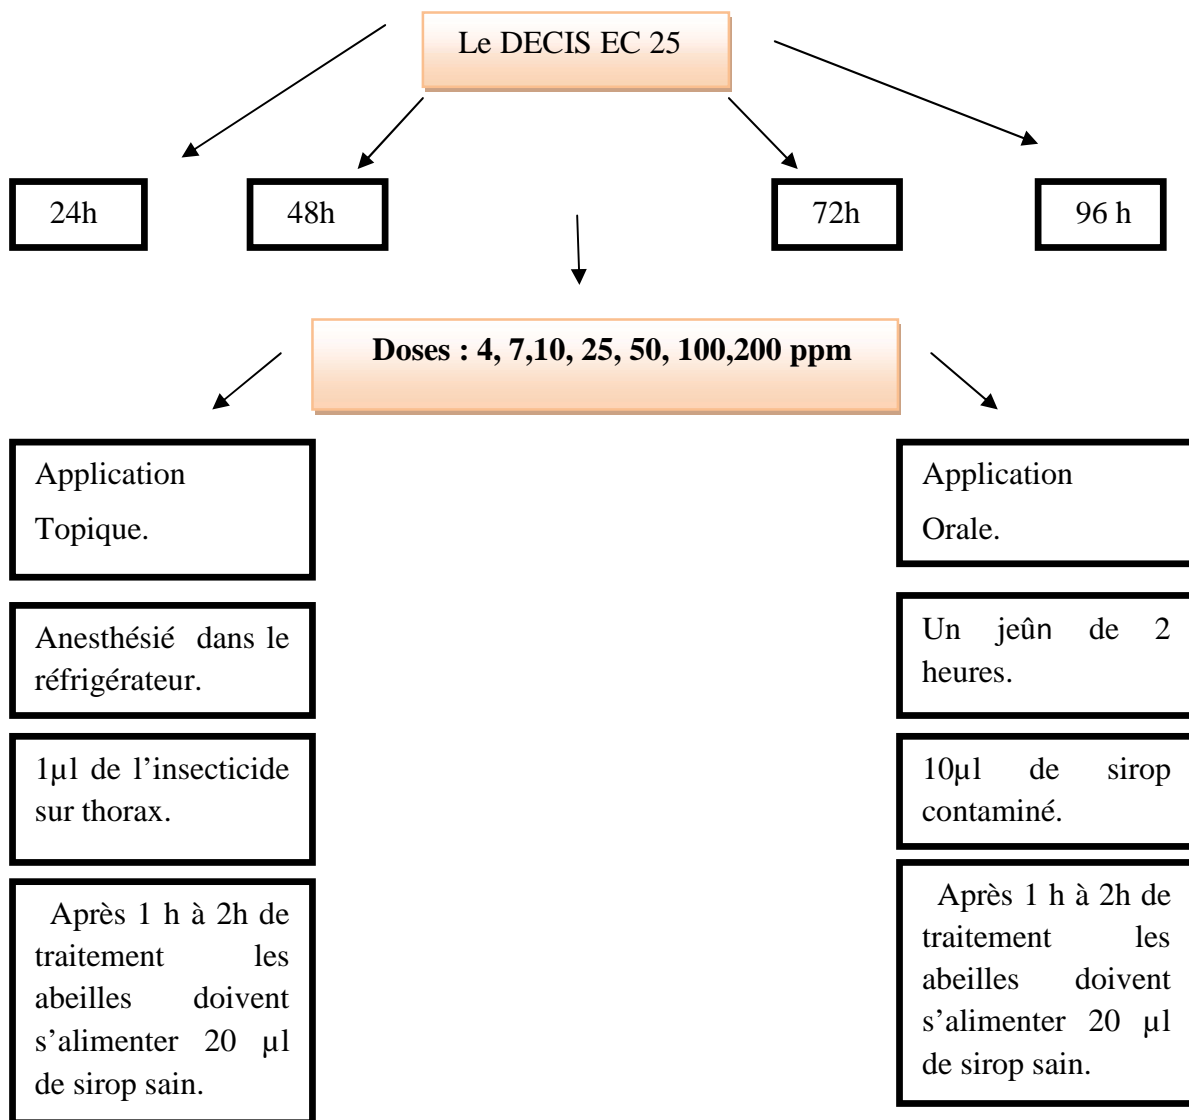 Le DECIS EC 25
24h
48h
72h
96 h
Doses : 4, 7,10, 25, 50, 100,200 ppm
Application
Topique.
Anesthésié dans le
réfrigérateur.
1µl de l’insecticide
sur thorax.
Après 1 h à 2h de
traitement les
abeilles doivent
s’alimenter 20 µl
de sirop sain.
Application
Orale.
Un jeûn de 2
heures.
10µl de sirop
contaminé.
Après 1 h à 2h de
traitement les
abeilles doivent
s’alimenter 20 µl
de sirop sain.